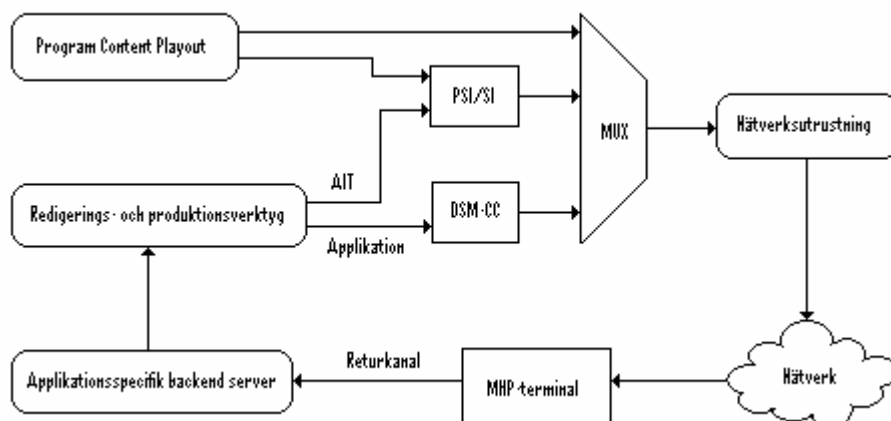 Program Content Playout
PSI/SI
MUX
Nätverksutrustning
AIT
Redigerings- och produktionsverktyg
DSM-CC
Applikation
Returkanal
Applikationsspecifik backend server
MHP-terminal
Nätverk